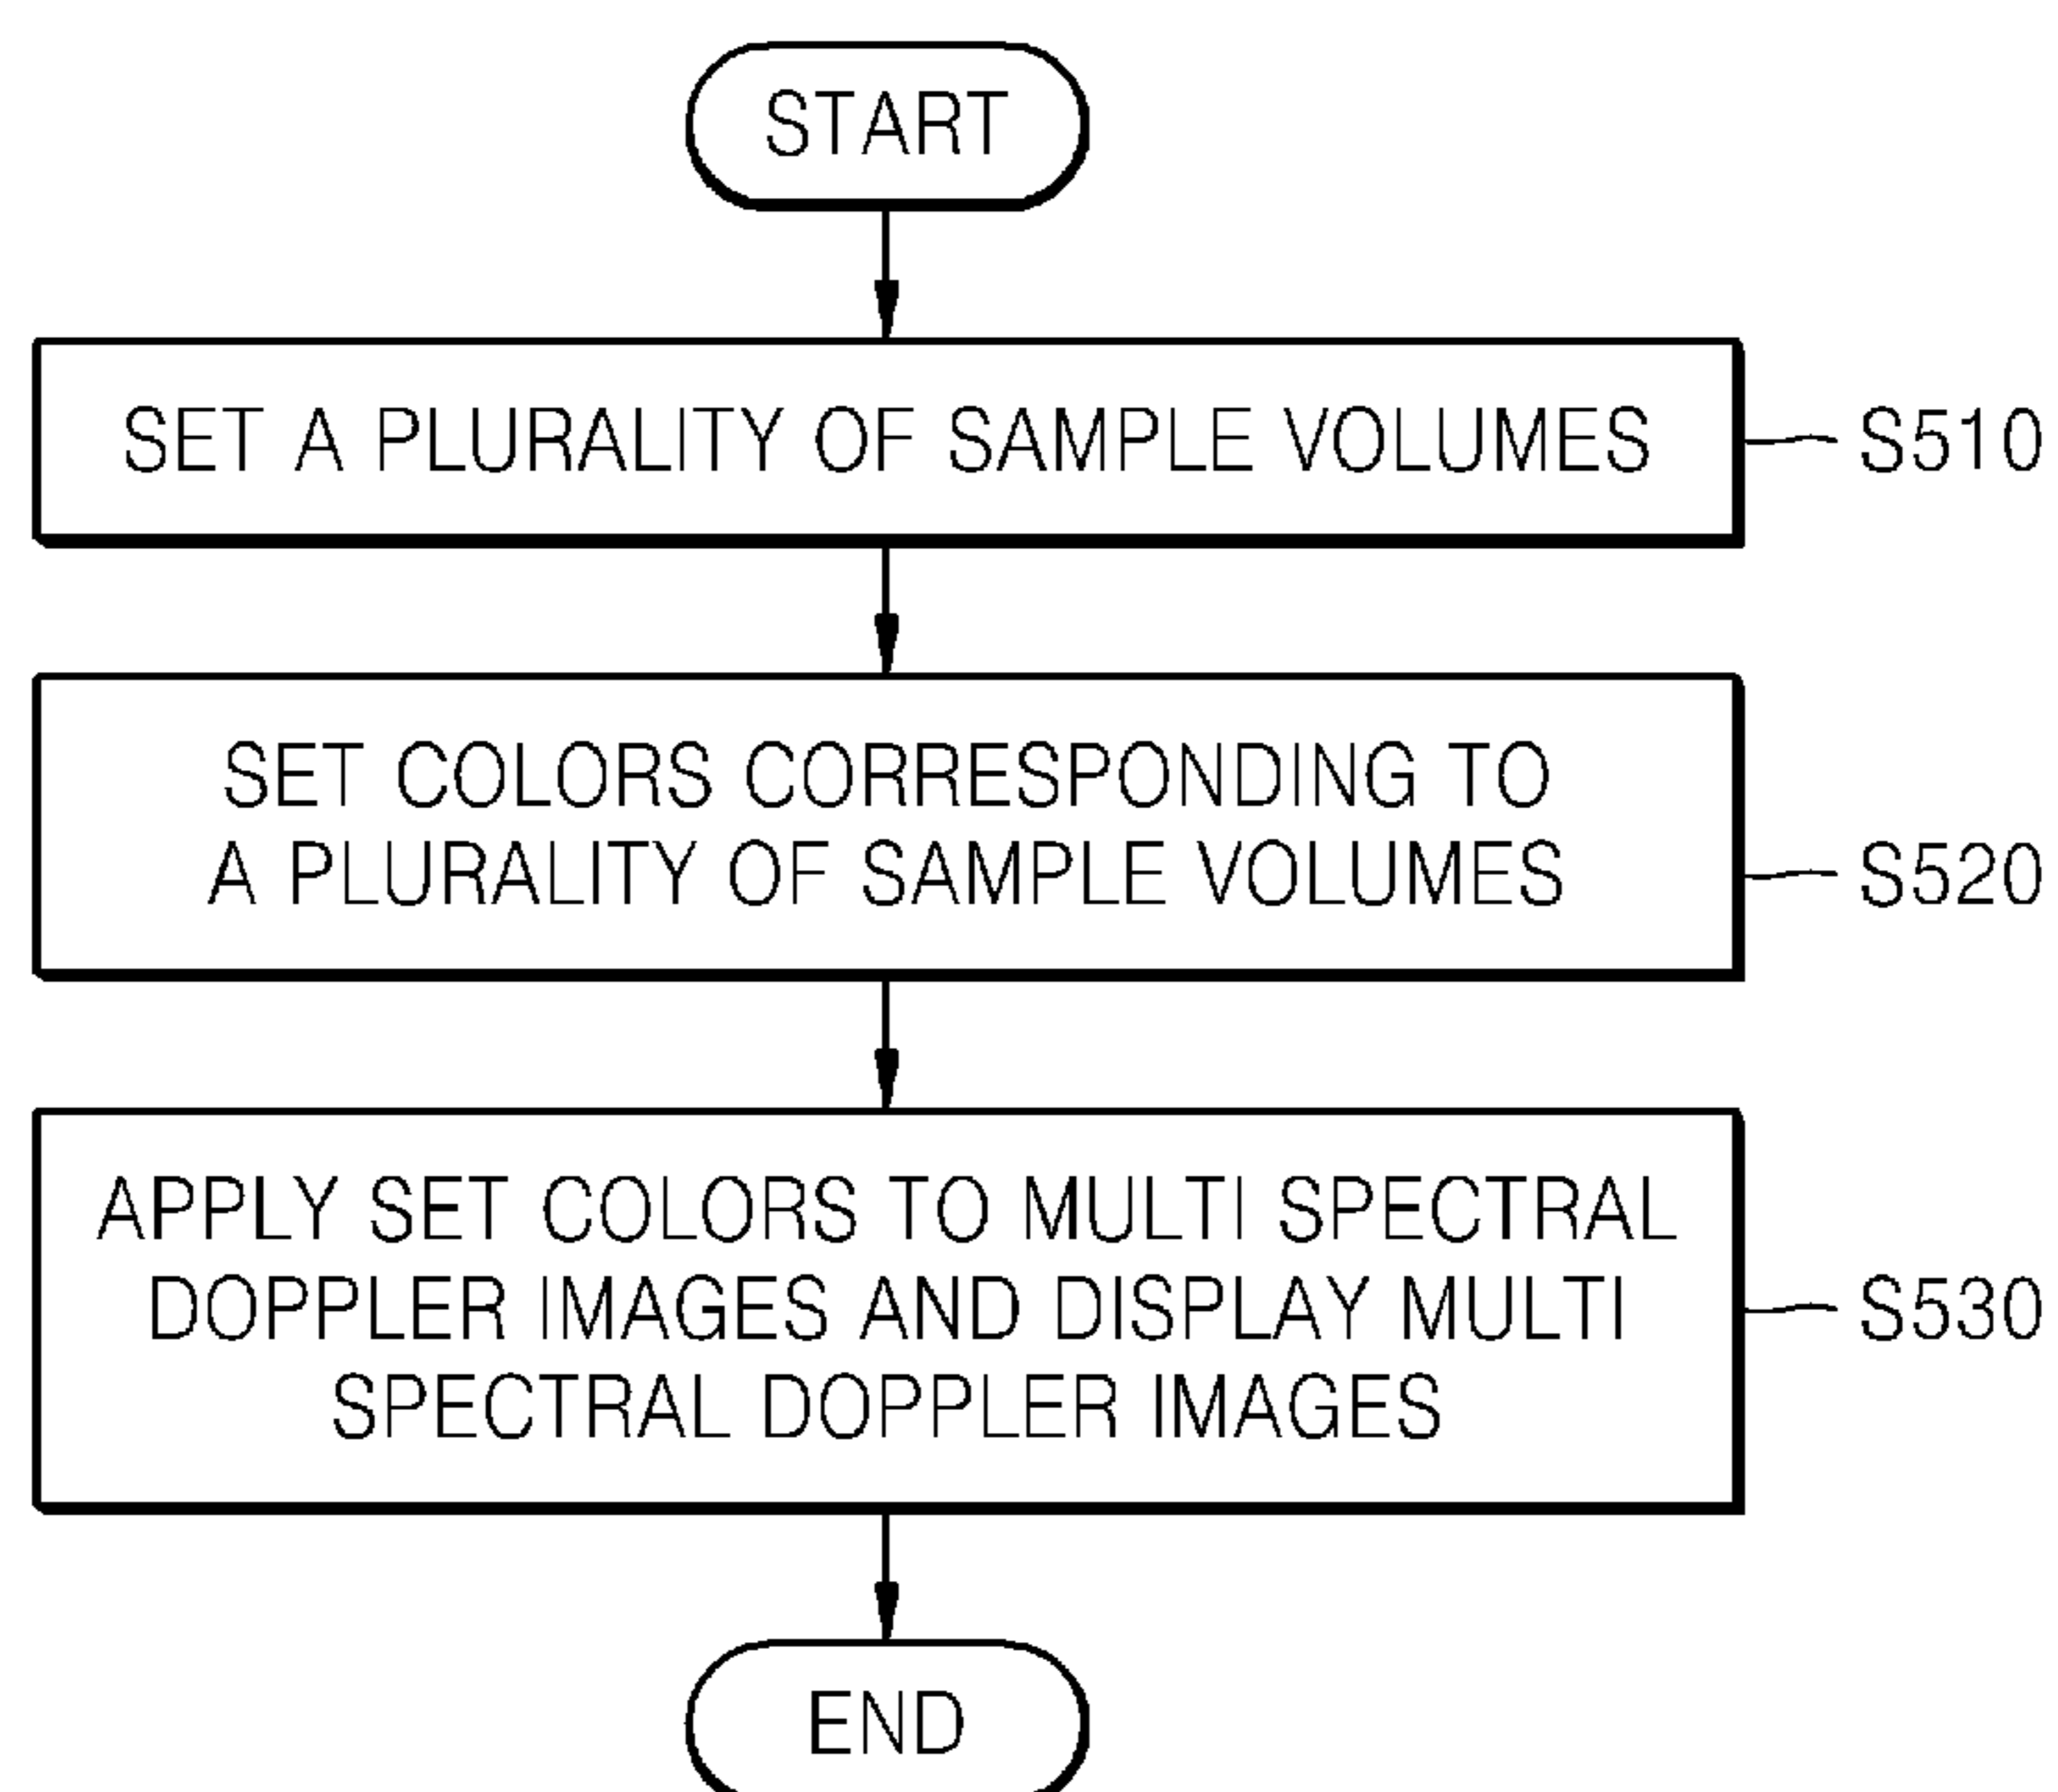 START
SET A PLURALITY OF SAMPLE VOLUMES
S510
SET COLORS CORRESPONDING TO
A PLURALITY OF SAMPLE VOLUMES
S520
APPLY SET COLORS TO MULTI SPECTRAL
DOPPLER IMAGES AND DISPLAY MULTI
SPECTRAL DOPPLER IMAGES
S530
END